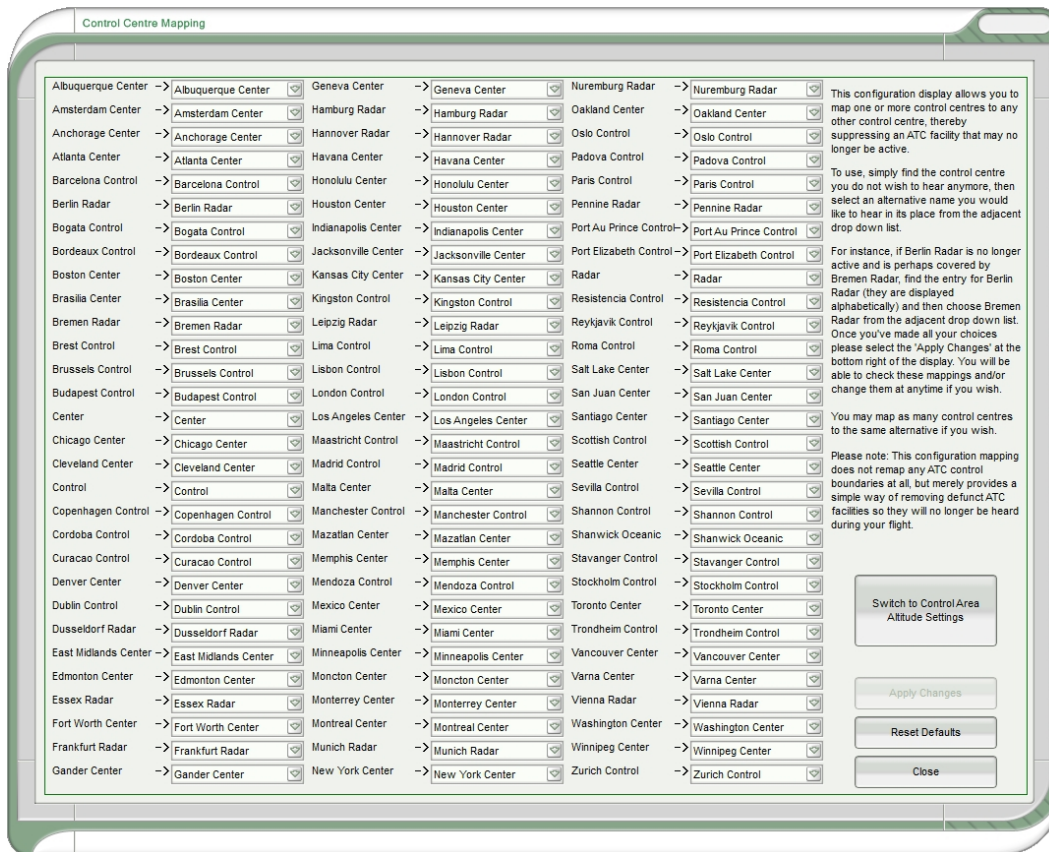 Control Centre Mapping
Albuquerque Center -> Albuquerque Center Geneva Center -> Geneva Center Nuremburg Radar -> Nuremburg Radar
Amsterdam Center -> Amsterdam Center Hamburg Radar -> Hamburg Radar Oakland Center -> Oakland Center
Anchorage Center -> Anchorage Center Hannover Radar -> Hannover Radar Oslo Control -> Oslo Control
Atlanta Center -> Atlanta Center Havana Center -> Havana Center Padova Control -> Padova Control
Barcelona Control -> Barcelona Control Honolulu Center -> Honolulu Center Paris Control -> Paris Control
Berlin Radar -> Berlin Radar Houston Center -> Houston Center Pennine Radar -> Pennine Radar
Bogata Control -> Bogata Control Indianapolis Center -> Indianapolis Center Port Au Prince Control-> Port Au Prince Control
Bordeaux Control -> Bordeaux Control Jacksonville Center -> Jacksonville Center Port Elizabeth Control -> Port Elizabeth Control
Boston Center -> Boston Center Kansas City Center -> Kansas City Center Radar -> Radar
Brasilia Center -> Brasilia Center Kingston Control -> Kingston Control Resistencia Control -> Resistencia Control
Bremen Radar -> Bremen Radar Leipzig Radar -> Leipzig Radar Reykjavik Control -> Reykjavik Control
Brest Control -> Brest Control Lima Control -> Lima Control Roma Control -> Roma Control
Brussels Control -> Brussels Control Lisbon Control -> Lisbon Control Salt Lake Center -> Salt Lake Center
Budapest Control -> Budapest Control London Control -> London Control San Juan Center -> San Juan Center
Center -> Center Los Angeles Center -> Los Angeles Center Santiago Center -> Santiago Center
Chicago Center -> Chicago Center Maastricht Control -> Maastricht Control Scottish Control -> Scottish Control
Cleveland Center -> Cleveland Center Madrid Control -> Madrid Control Seattle Center -> Seattle Center
Control -> Control Malta Center -> Malta Center Sevilla Control -> Sevilla Control
Copenhagen Control -> Copenhagen Control Manchester Control -> Manchester Control Shannon Control -> Shannon Control
Cordoba Control -> Cordoba Control Mazatlan Center -> Mazatlan Center Shanwick Oceanic -> Shanwick Oceanic
Curacao Control -> Curacao Control Memphis Center -> Memphis Center Stavanger Control -> Stavanger Control
Denver Center -> Denver Center Mendoza Control -> Mendoza Control Stockholm Control -> Stockholm Control
Dublin Control -> Dublin Control Mexico Center -> Mexico Center Toronto Center -> Toronto Center
Dusseldorf Radar -> Dusseldorf Radar Miami Center -> Miami Center Trondheim Control -> Trondheim Control
East Midlands Center -> East Midlands Center Minneapolis Center -> Minneapolis Center Vancouver Center -> Vancouver Center
Edmonton Center -> Edmonton Center Moncton Center -> Moncton Center Varna Center -> Varna Center
Essex Radar -> Essex Radar Monterrey Center -> Monterrey Center Vienna Radar -> Vienna Radar
Fort Worth Center -> Fort Worth Center Montreal Center -> Montreal Center Washington Center -> Washington Center
Frankfurt Radar -> Frankfurt Radar Munich Radar -> Munich Radar Winnipeg Center -> Winnipeg Center
Gander Center -> Gander Center New York Center -> New York Center Zurich Control -> Zurich Control
This configuration display allows you to
map one or more control centres to any
other control centre, thereby
suppressing an ATC facility that may no
longer be active.
To use, simply find the control centre
you do not wish to hear anymore, then
select an alternative name you would
like to hear in its place from the adjacent
drop down list.
For instance, if Berlin Radar is no longer
active and is perhaps covered by
Bremen Radar, find the entry for Berlin
Radar (they are displayed
alphabetically) and then choose Bremen
Radar from the adjacent drop down list.
Once you've made all your choices
please select the 'Apply Changes' at the
bottom right of the display. You will be
able to check these mappings and/or
change them at anytime if you wish.
You may map as many control centres
to the same alternative if you wish.
Please note: This configuration mapping
does not remap any ATC control
boundaries at all, but merely provides a
simple way of removing defunct ATC
facilities so they will no longer be heard
during your flight.
Switch to Control Area
Altitude Settings
Apply Changes
Reset Defaults
Close